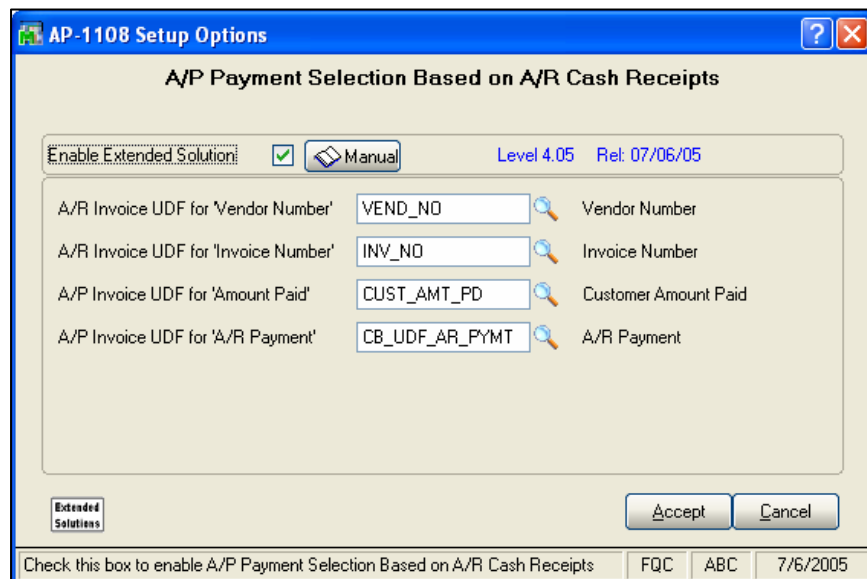 AP-1108 Setup Options
A/P Payment Selection Based on A/R Cash Receipts
Enable Extended Solution Manual Level 4.05 Rel: 07/06/05
A/R Invoice UDF for 'Vendor Number' VEND_NO Vendor Number
A/R Invoice UDF for 'Invoice Number' INV_NO Invoice Number
A/P Invoice UDF for 'Amount Paid' CUST_AMT_PD Customer Amount Paid
A/P Invoice UDF for 'A/R Payment' CB_UDF_AR_PYMT A/R Payment
Extended
Solutions
Accept Cancel
Check this box to enable A/P Payment Selection Based on A/R Cash Receipts FQC ABC 7/6/2005